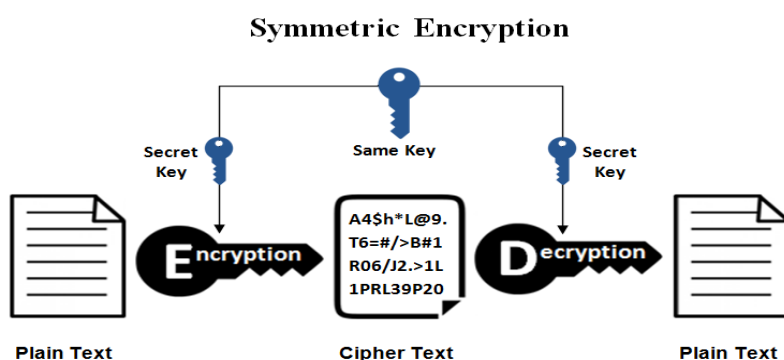 Symmetric Encryption
Secret
Key
Same Key
Secret
Key
Encryption
A4$h*L@9.
T6=#/>B#1
R06/J2.>1L
1PRL39P20
Decryption
Plain Text
Cipher Text
Plain Text